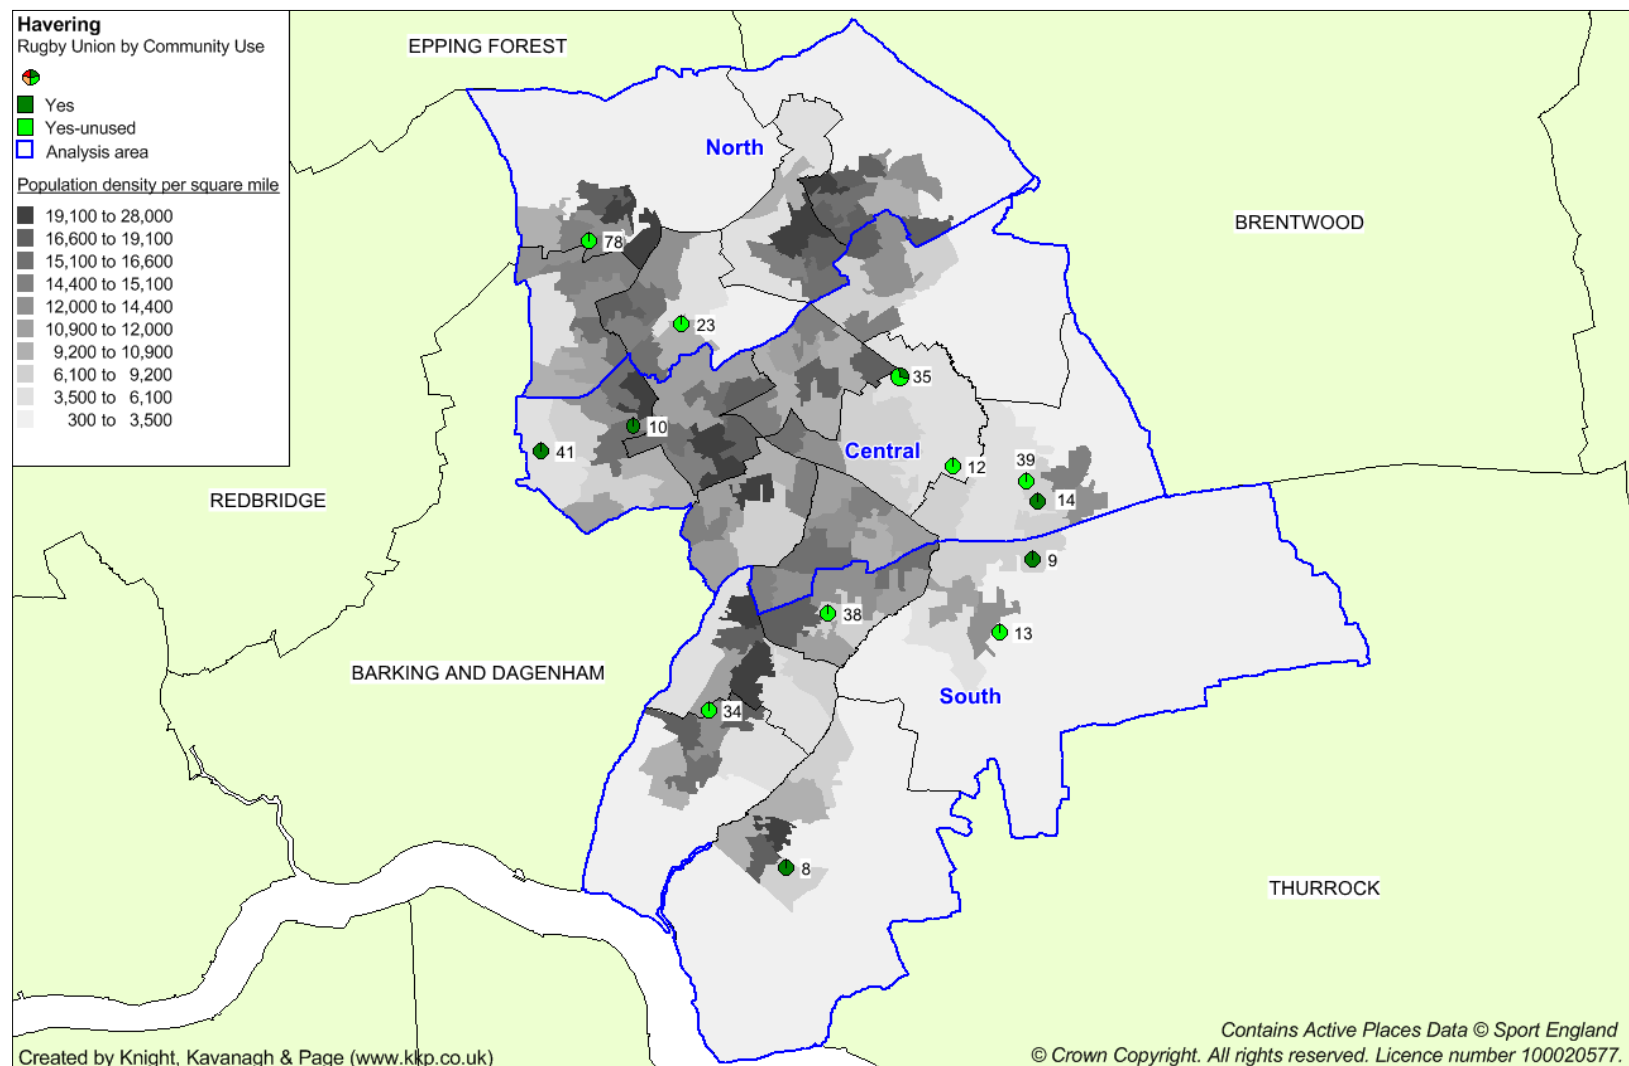 Havering
Rugby Union by Community Use
Yes
Yes-unused
Analysis area
Population density per square mile
19,100 to 28,000
16,600 to 19,100
15,100 to 16,600
14,400 to 15,100
12,000 to 14,400
10,900 to 12,000
9,200 to 10,900
6,100 to 9,200
3,500 to 6,100
300 to 3,500
EPPING FOREST
North
BRENTWOOD
78
23
35
10
Central
41
12
39
14
REDBRIDGE
9
38
13
BARKING AND DAGENHAM
South
34
8
THURROCK
Contains Active Places Data © Sport England
Created by Knight, Kavanagh & Page (www.kkp.co.uk)
© Crown Copyright. All rights reserved. Licence number 100020577.